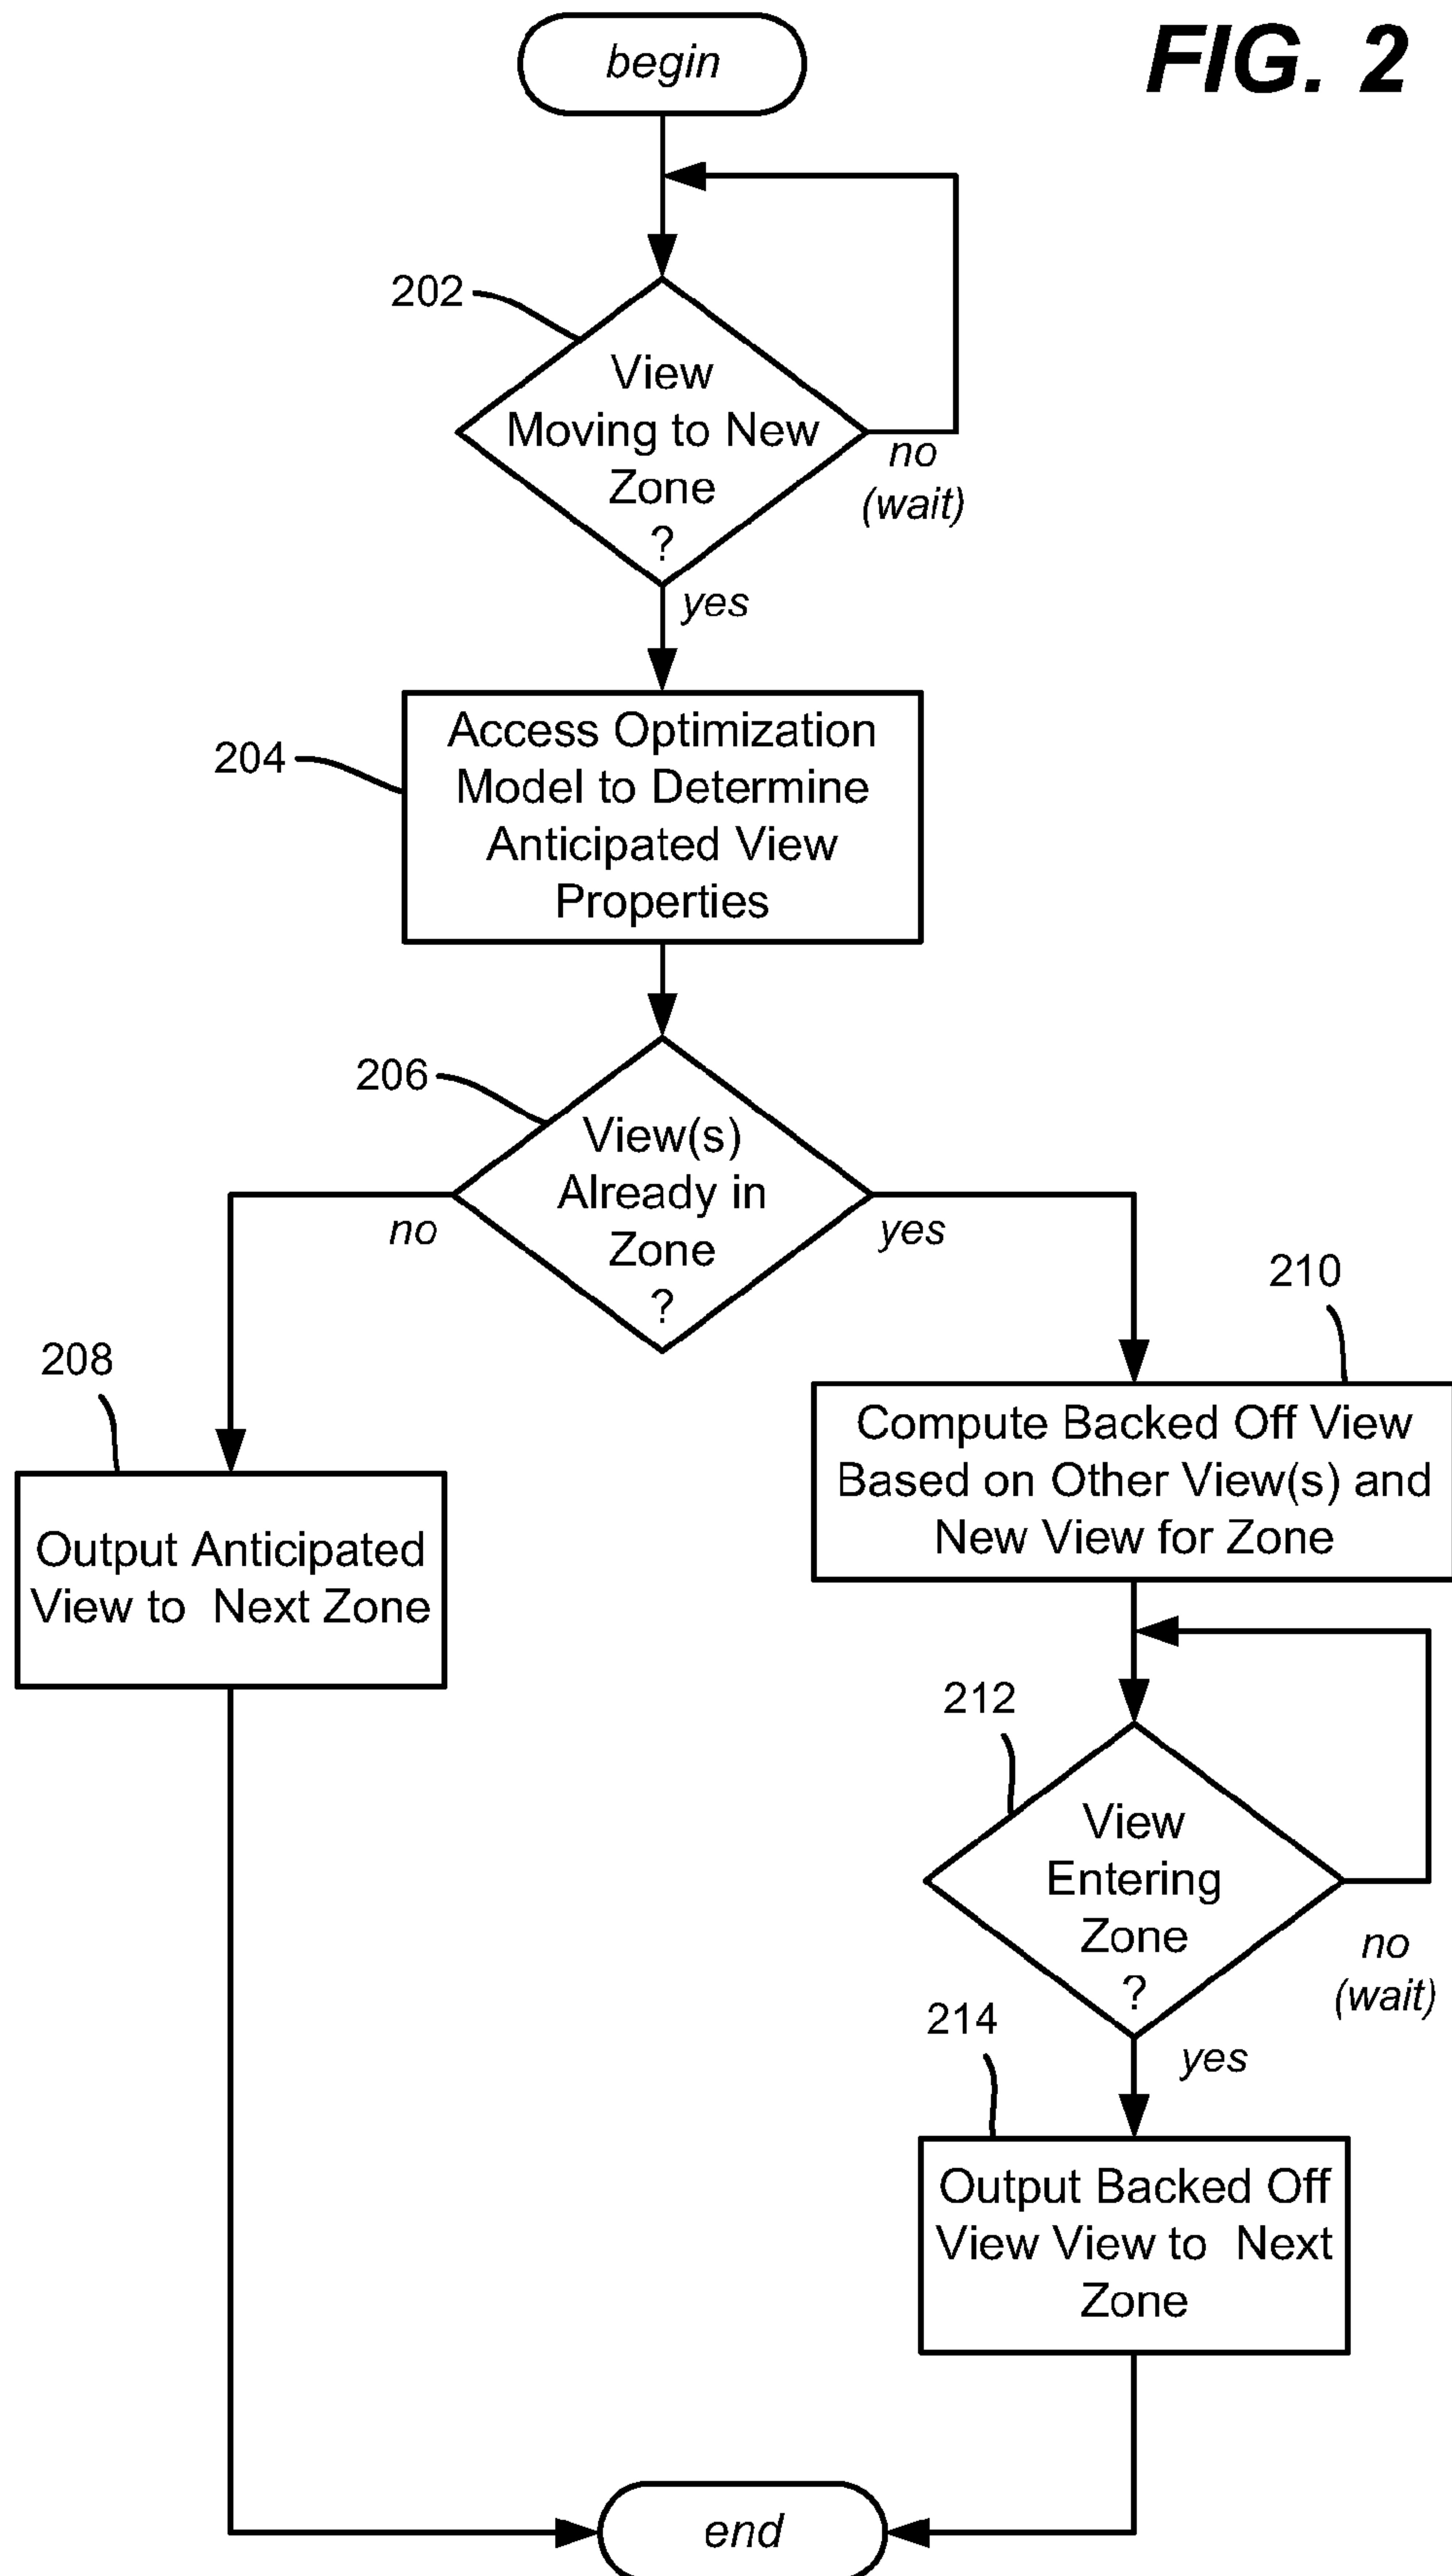 begin
FIG. 2
202
View
Moving to New
Zone
?
no
(wait)
yes
204
Access Optimization
Model to Determine
Anticipated View
Properties
206
View(s)
Already in
Zone
?
no
yes
208
Output Anticipated
View to Next Zone
210
Compute Backed Off View
Based on Other View(s) and
New View for Zone
212
View
Entering
Zone
?
no
(wait)
yes
214
Output Backed Off
View View to Next
Zone
end